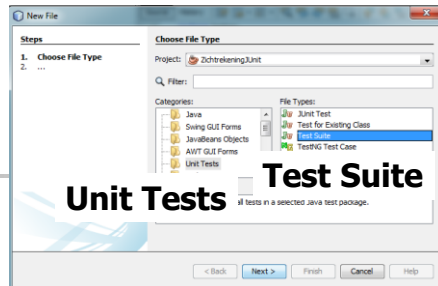 New File
Steps
1. Choose File Type
2. ...
Choose File Type
Project: ZichtrekeningJUnit
Filter:
Categories:
Java
Swing GUI Forms
JavaBeans Objects
AWT GUI Forms
Unit Tests
File Types:
JUnit Test
Test for Existing Class
Test Suite
TestNG Test Case
Unit Tests
Test Suite
all tests in a selected Java test package.
< Back
Next >
Finish
Cancel
Help